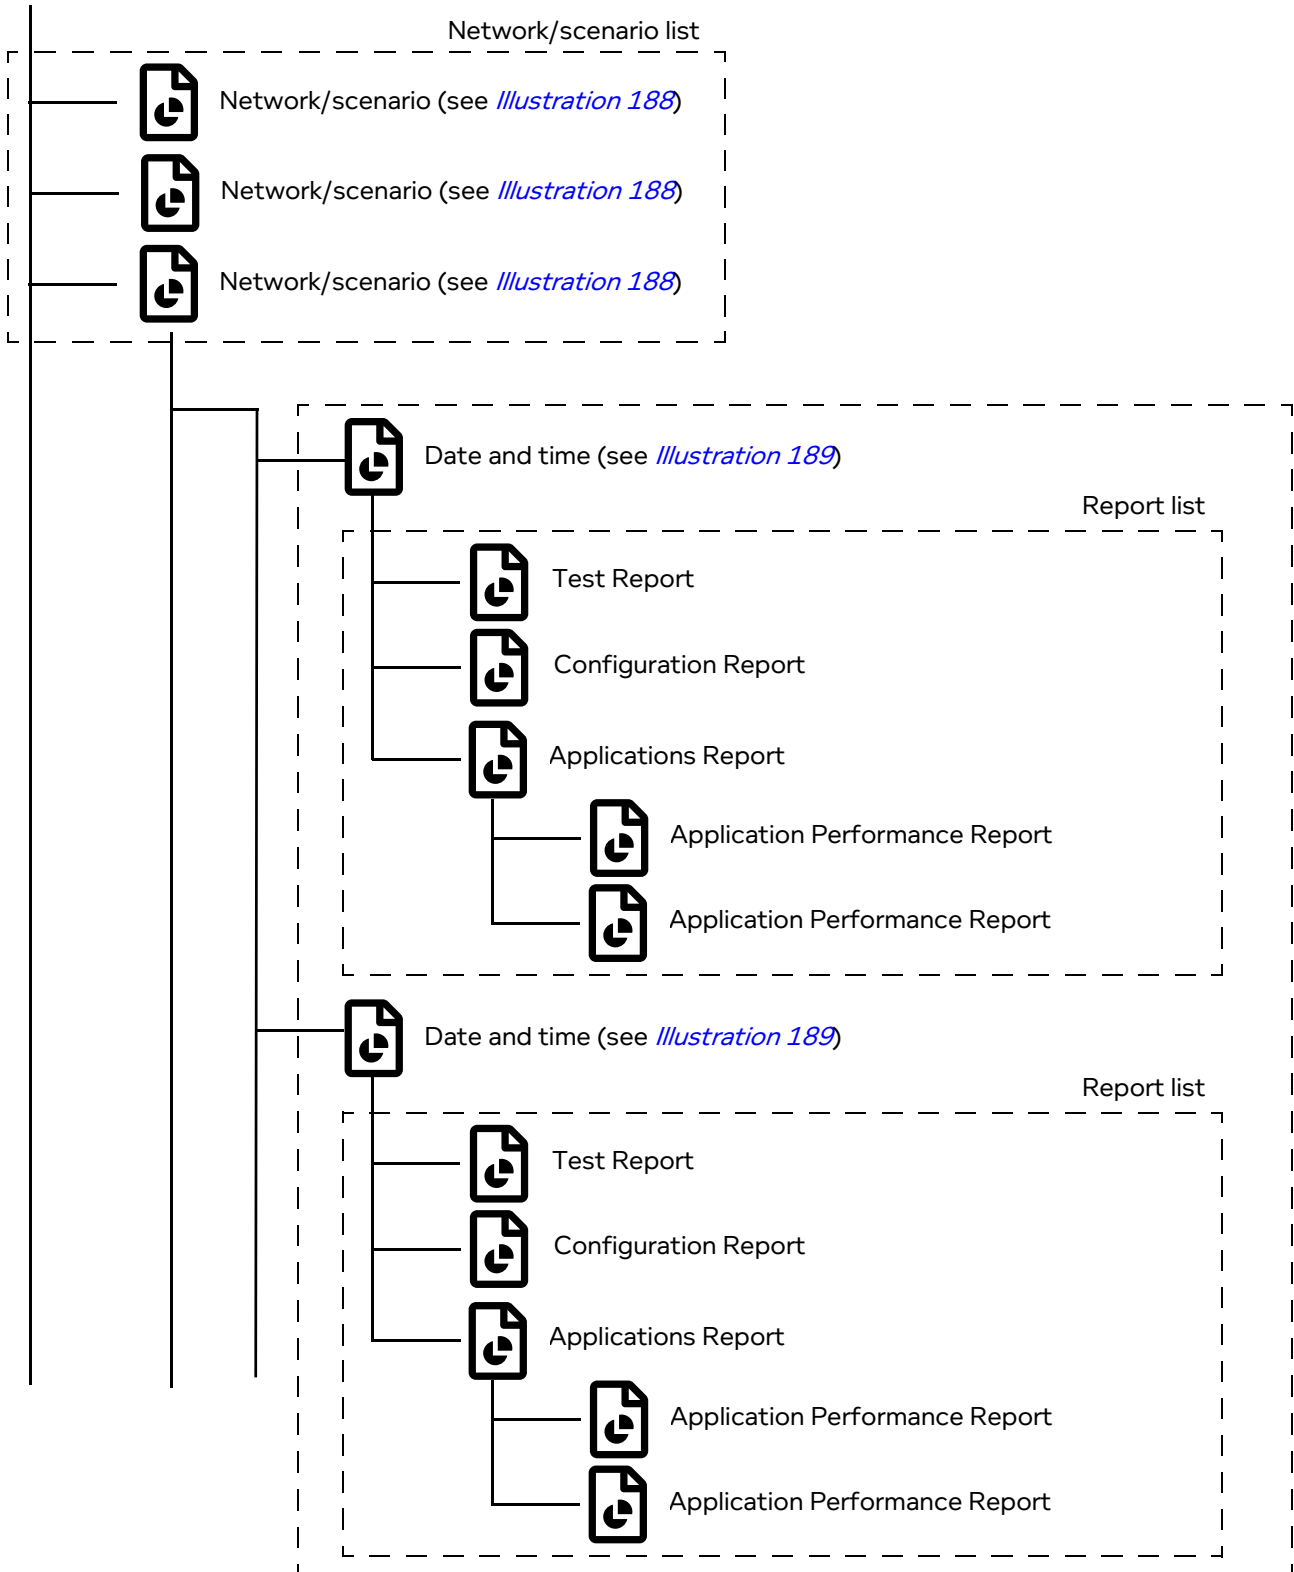 Network/scenario list
Network/scenario (see Illustration 188)
Network/scenario (see Illustration 188)
Network/scenario (see Illustration 188)
Date and time (see Illustration 189)
Report list
Test Report
Configuration Report
Applications Report
Application Performance Report
Application Performance Report
Date and time (see Illustration 189)
Report list
Test Report
Configuration Report
Applications Report
Application Performance Report
Application Performance Report